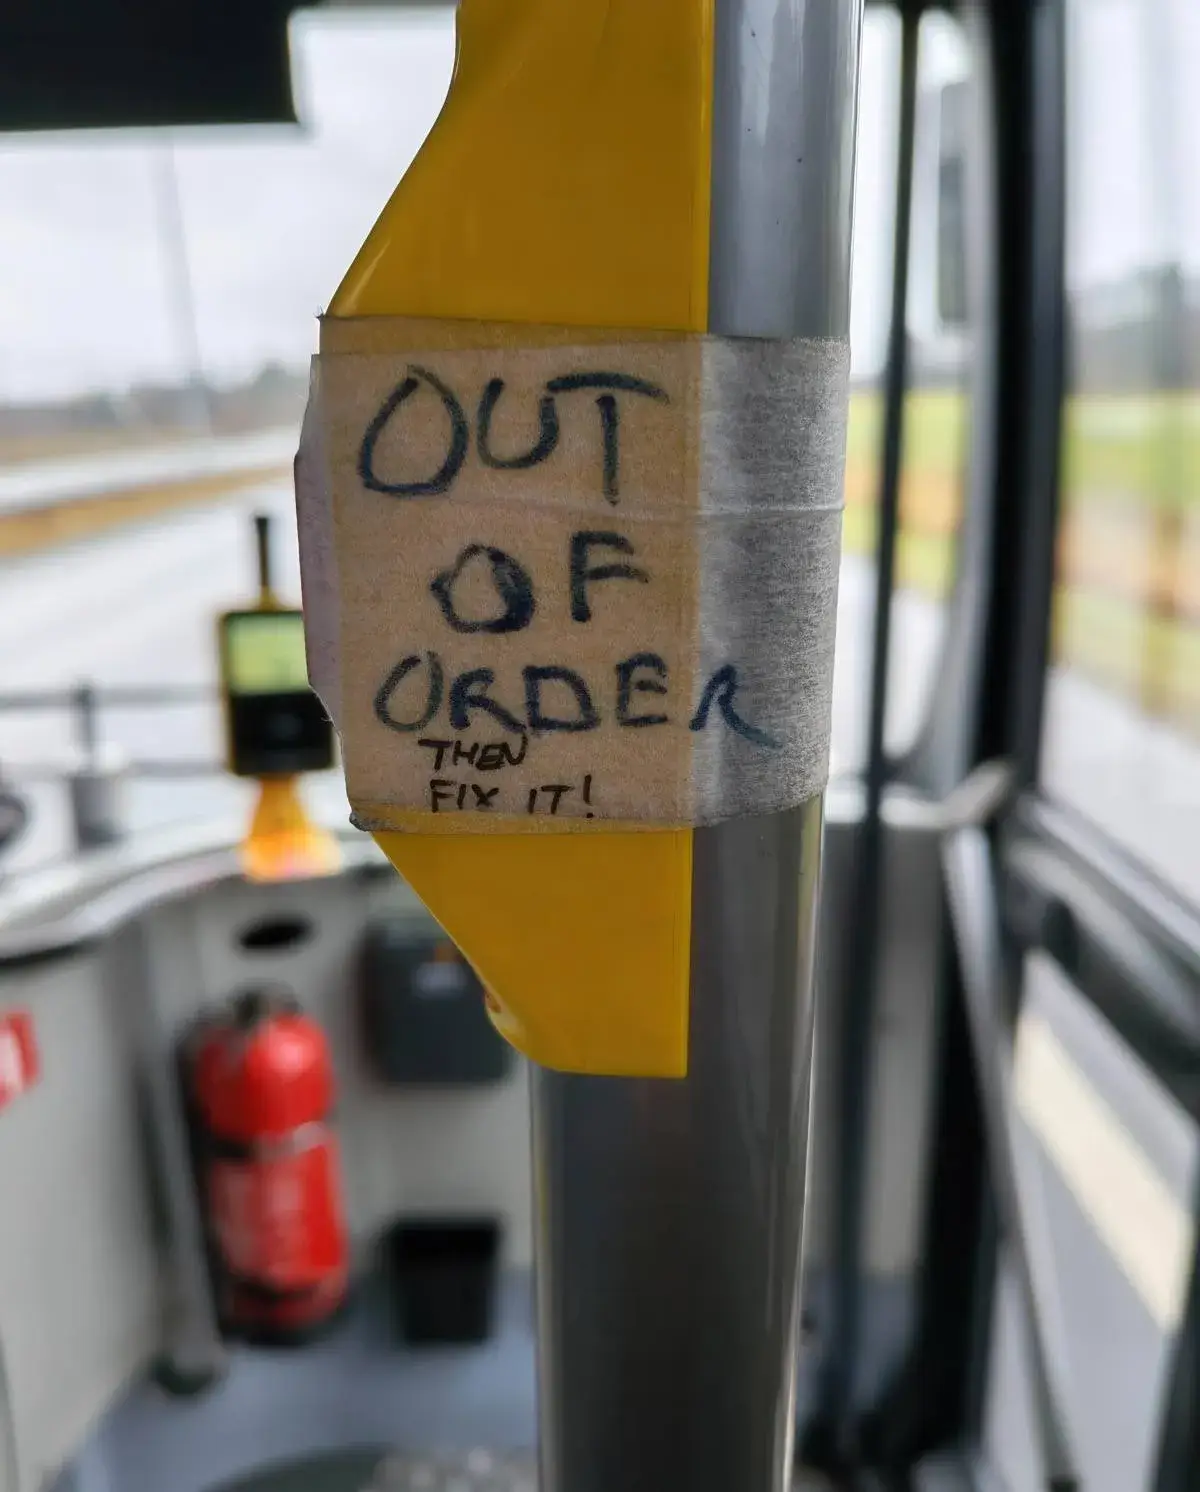 OUT
OF
ORDER
THEN
FIX IT!